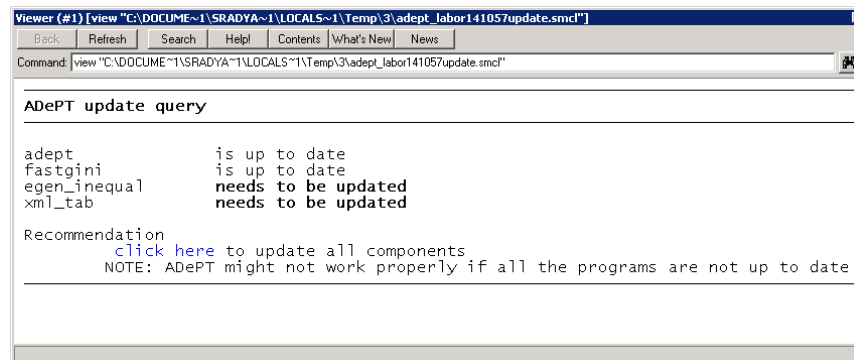 Viewer (#1) [view "C:\DOCUME~1\SRADYA~1\LOCALS~1\Temp\3\adept_labor141057update.smcl"]
Back Refresh Search Help! Contents What's New News
Command: view "C:\DOCUME~1\SRADYA~1\LOCALS~1\Temp\3\adept_labor141057update.smcl"
ADePT update query
adept is up to date
fastgini is up to date
egen_inequal needs to be updated
xml_tab needs to be updated
Recommendation
click here to update all components
NOTE: ADePT might not work properly if all the programs are not up to date